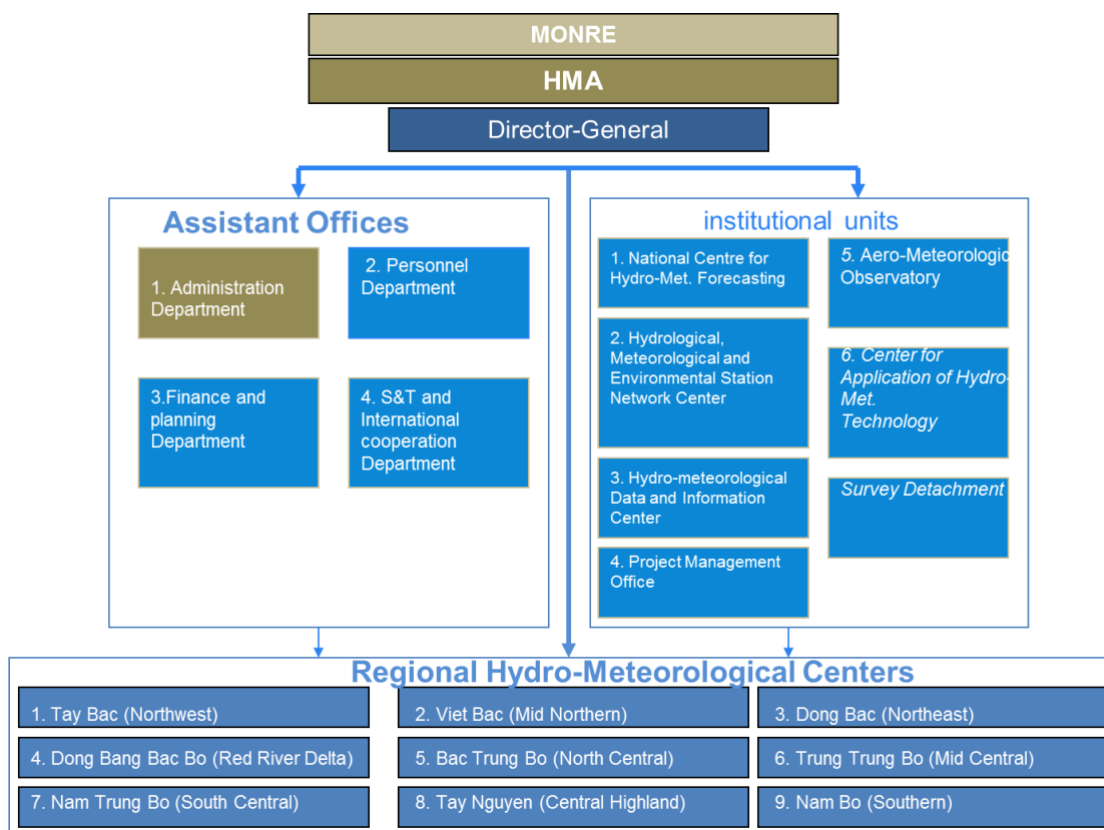 MONRE
HMA
Director-General
Assistant Offices
1. Administration
Department
2. Personnel
Department
3.Finance and
planning
Department
4. S&T and
International
cooperation
Department
institutional units
1. National Centre for
Hydro-Met. Forecasting
2. Hydrological,
Meteorological and
Environmental Station
Network Center
3. Hydro-meteorological
Data and Information
Center
4. Project Management
Office
5. Aero-Meteorologic
Observatory
6. Center for
Application of Hydro-
Met.
Technology
Survey Detachment
Regional Hydro-Meteorological Centers
1. Tay Bac (Northwest)
2. Viet Bac (Mid Northern)
3. Dong Bac (Northeast)
4. Dong Bang Bac Bo (Red River Delta)
5. Bac Trung Bo (North Central)
6. Trung Trung Bo (Mid Central)
7. Nam Trung Bo (South Central)
8. Tay Nguyen (Central Highland)
9. Nam Bo (Southern)